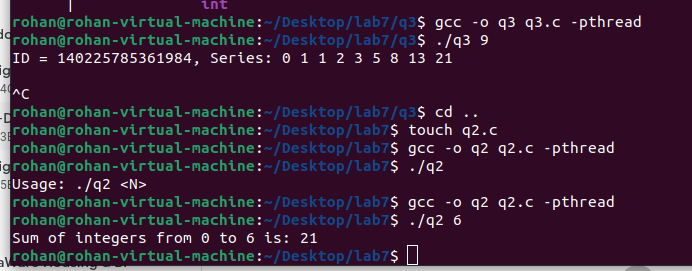 | int
rohan@rohan-virtual-machine:~/Desktop/lab7/q3$ gcc -o q3 q3.c -pthread
rohan@rohan-virtual-machine:~/Desktop/lab7/q3$ ./q3 9
ID = 140225785361984, Series: 0 1 1 2 3 5 8 13 21
^C
rohan@rohan-virtual-machine:~/Desktop/lab7/q3$ cd ..
rohan@rohan-virtual-machine:~/Desktop/lab7$ touch q2.c
rohan@rohan-virtual-machine:~/Desktop/lab7$ gcc -o q2 q2.c -pthread
rohan@rohan-virtual-machine:~/Desktop/lab7$ ./q2
Usage: ./q2 <N>
rohan@rohan-virtual-machine:~/Desktop/lab7$ gcc -o q2 q2.c -pthread
rohan@rohan-virtual-machine:~/Desktop/lab7$ ./q2 6
Sum of integers from 0 to 6 is: 21
rohan@rohan-virtual-machine:~/Desktop/lab7$